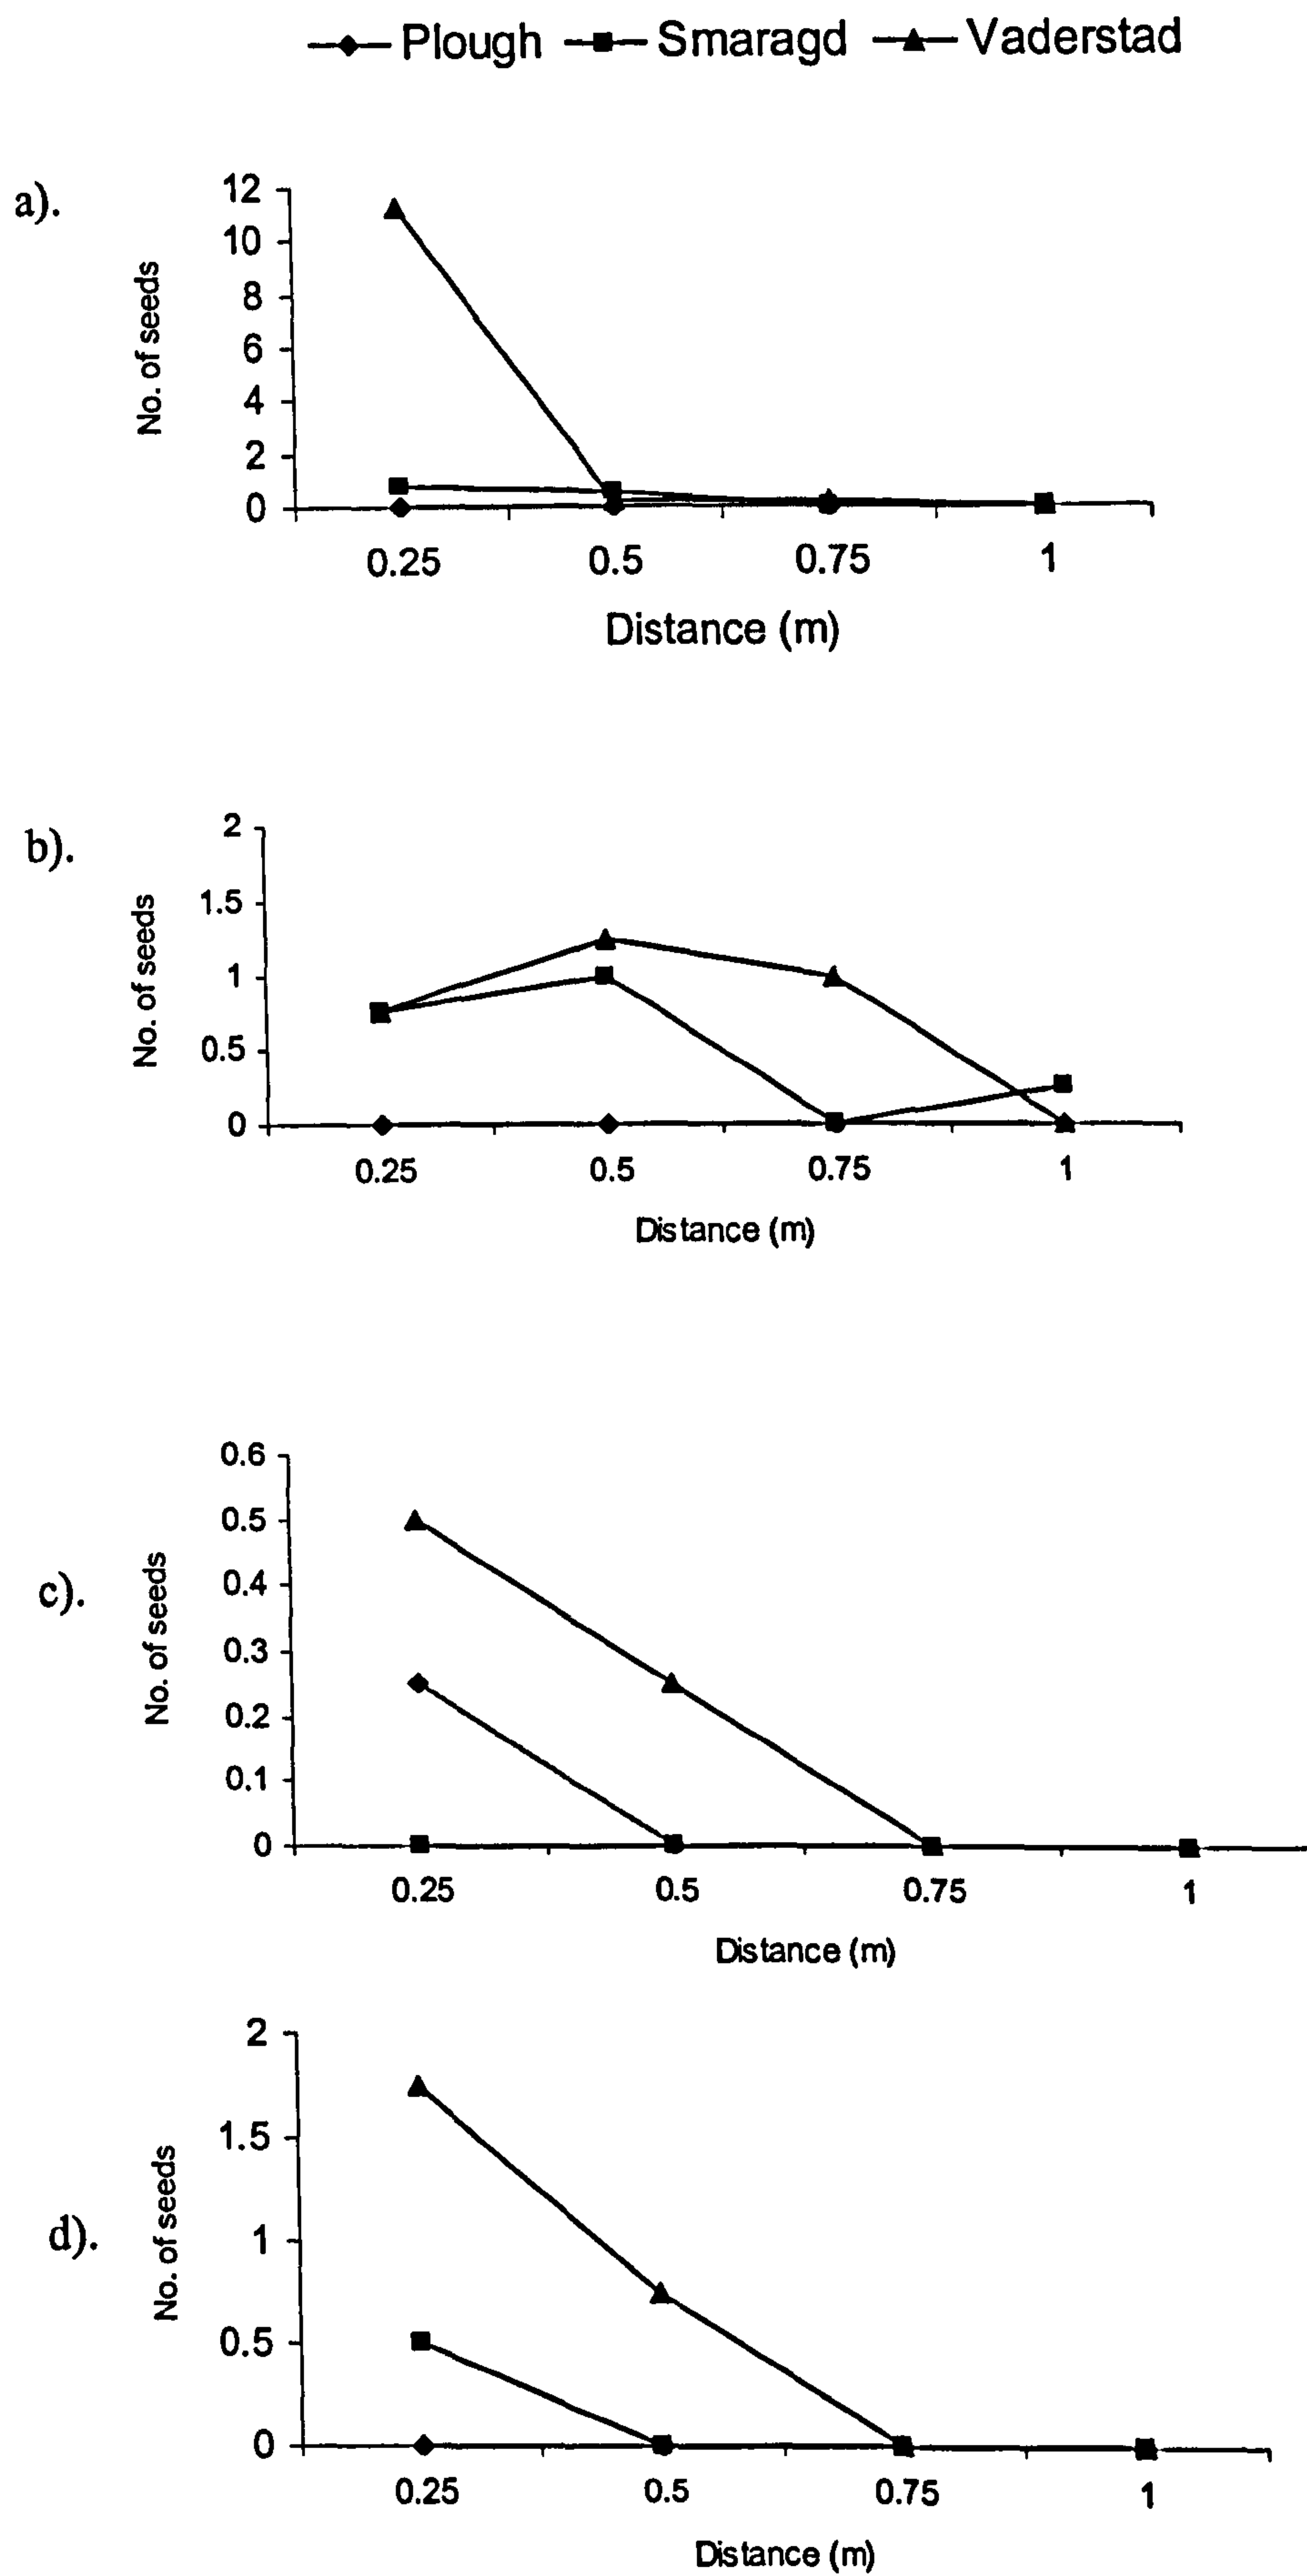 Plough Smaragd Vaderstad
a).
12
10
8
6
4
2
0
No. of seeds
0.25 0.5 0.75 1
Distance (m)
b).
2
1.5
1
0.5
0
No. of seeds
0.25 0.5 0.75 1
Distance (m)
c).
0.6
0.5
0.4
0.3
0.2
0.1
0
No. of seeds
0.25 0.5 0.75 1
Distance (m)
d).
2
1.5
1
0.5
0
No. of seeds
0.25 0.5 0.75 1
Distance (m)